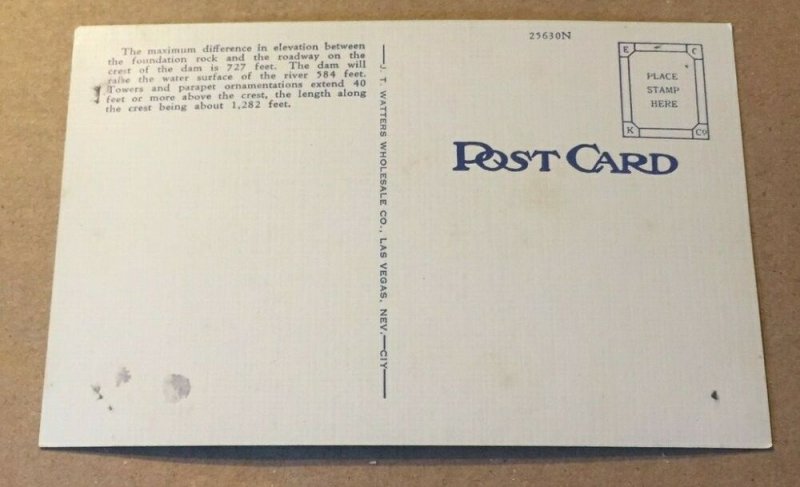 The maximum difference in elevation between
the foundation rock and the roadway on the
crest of the dam is 727 feet. The dam will
raise the water surface of the river 584 feet.
Towers and parapet ornamentations extend 40
feet or more above the crest, the length along
the crest being about 1,282 feet.
J. T. WATTERS WHOLESALE CO., LAS VEGAS, NEV.—CIY
25630N
E C
PLACE
STAMP
HERE
K Co
POST CARD